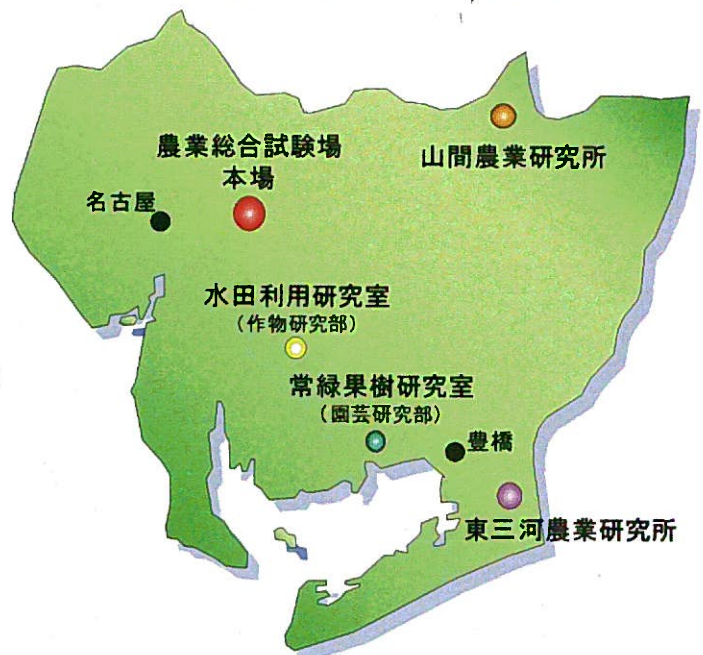 農業総合試験場
本場
山間農業研究所
名古屋
水田利用研究室
（作物研究部）
常緑果樹研究室
（園芸研究部）
豊橋
東三河農業研究所